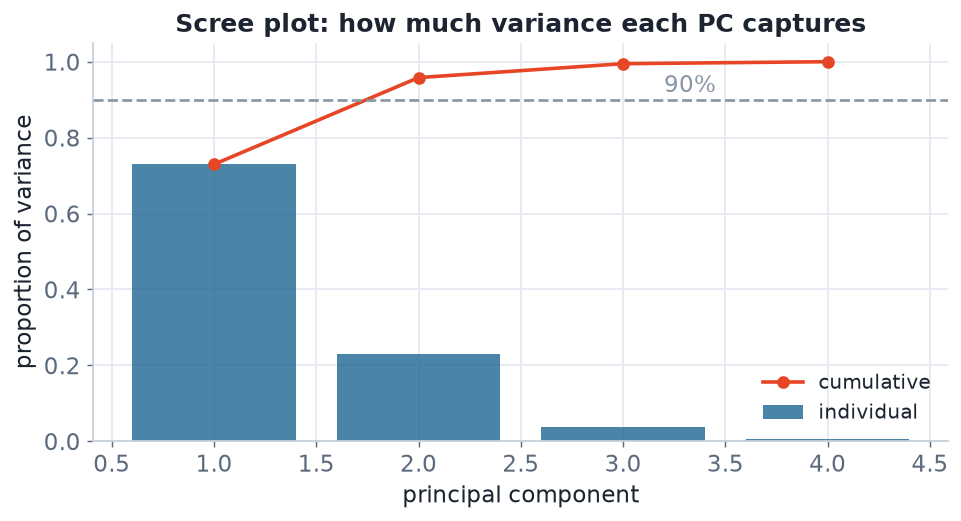 Scree plot: how much variance each PC captures
proportion of variance
1.0
0.8
0.6
0.4
0.2
0.0
90%
cumulative
individual
0.5 1.0 1.5 2.0 2.5 3.0 3.5 4.0 4.5
principal component